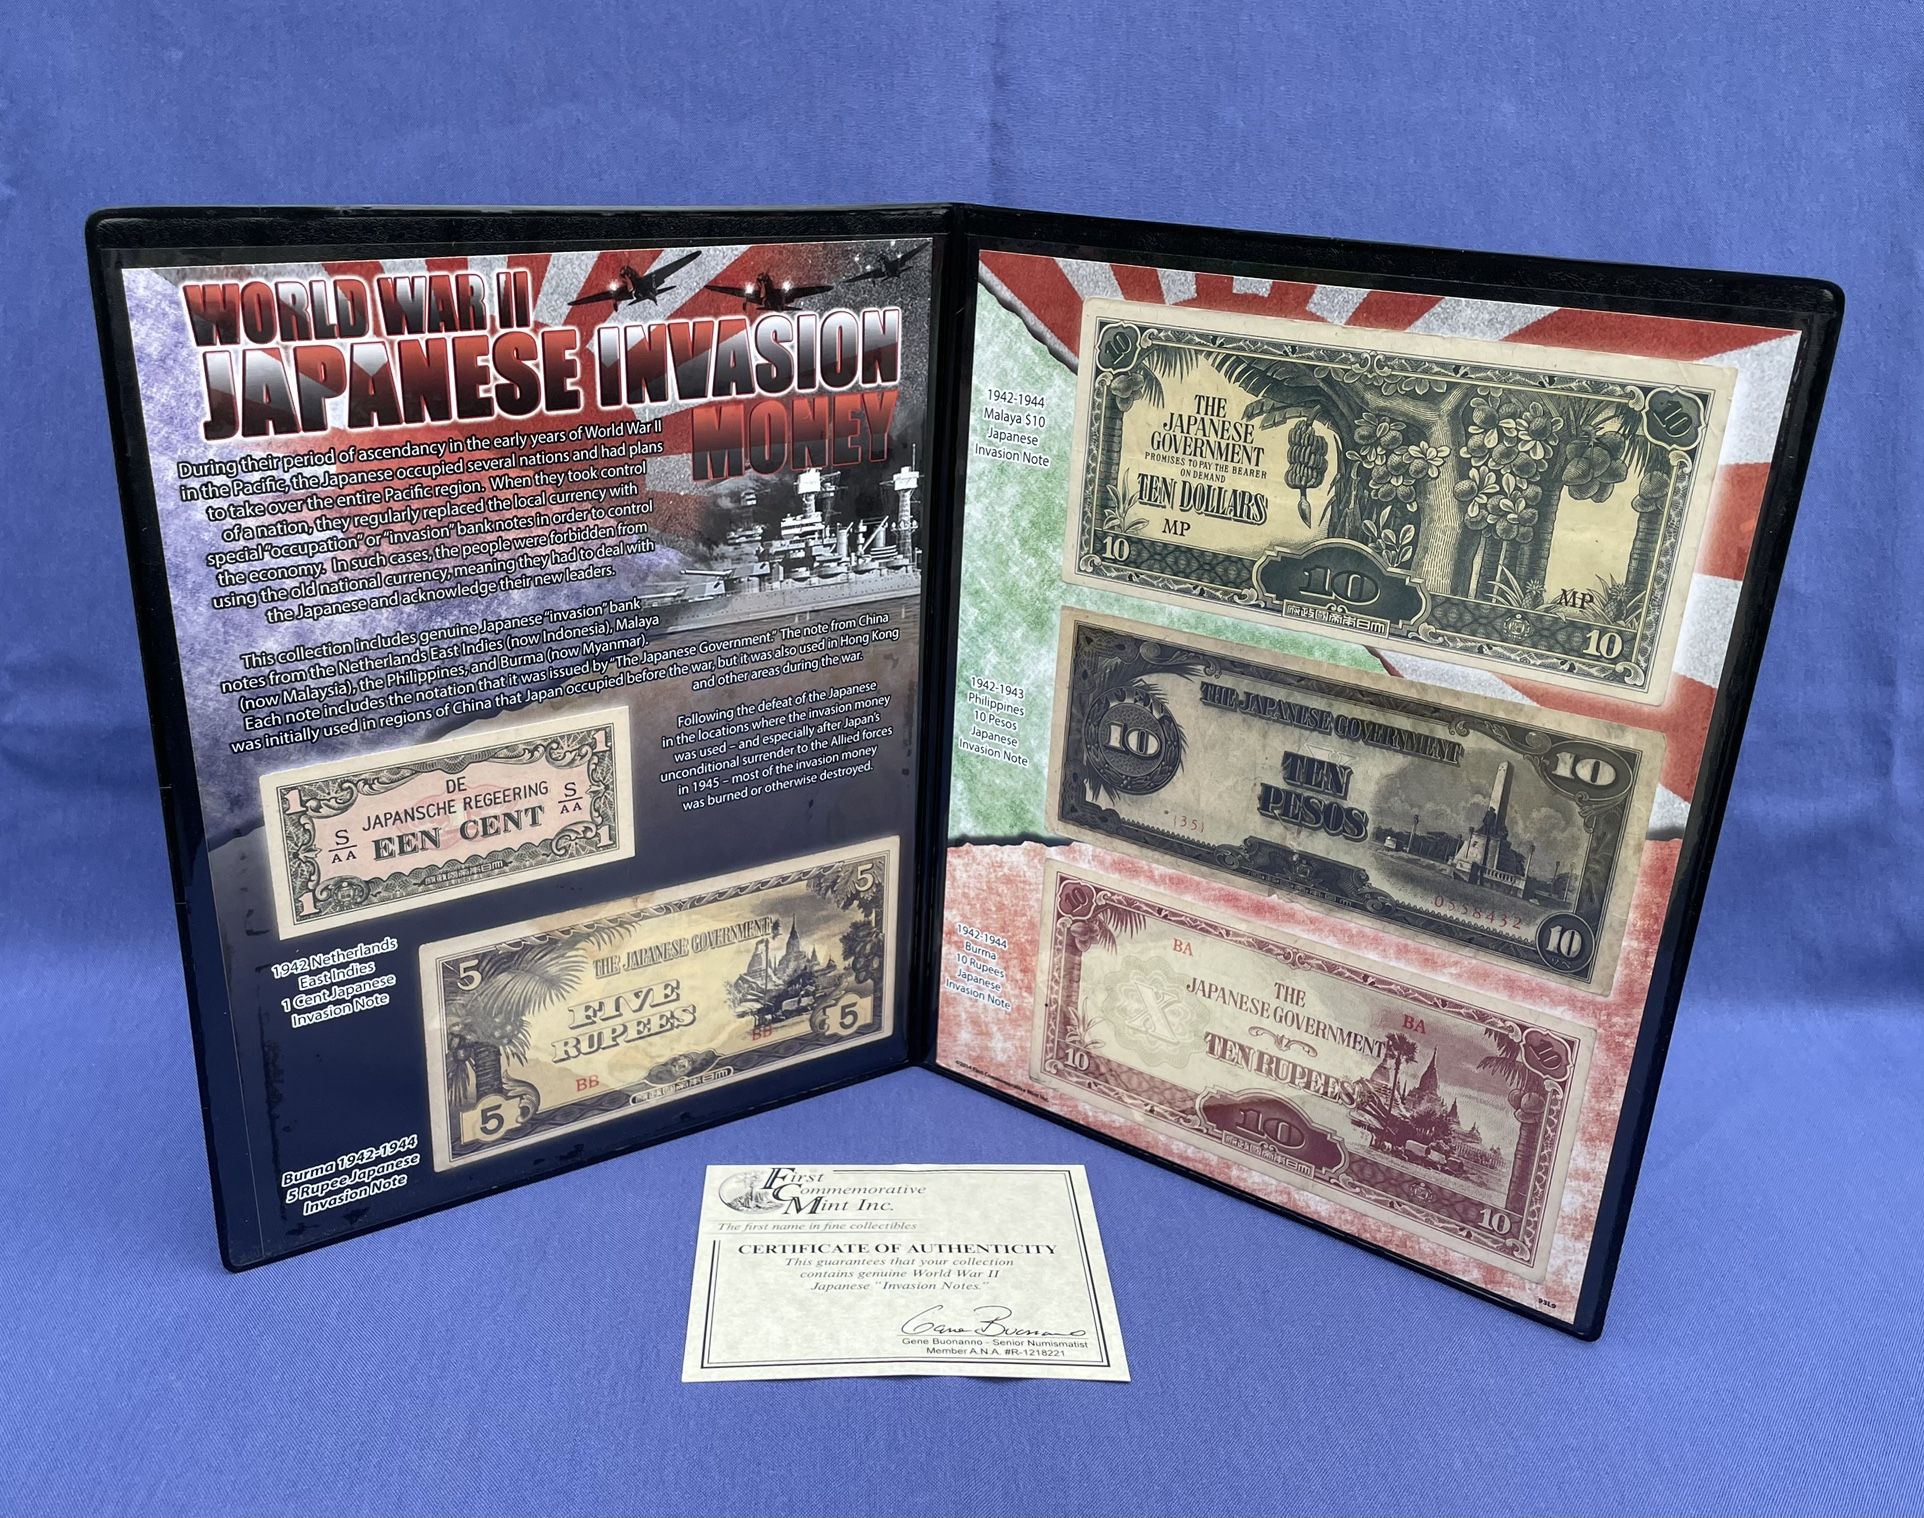 WORLD WAR II
JAPANESE INVASION
MONEY
During their period of ascendancy in the early years of World War II
in the Pacific, the Japanese occupied several nations and had plans
to take over the entire Pacific region. When they took control
of a nation, they regularly replaced the local currency with
special "occupation" or "invasion" bank notes in order to control
the economy. In such cases, the people were forbidden from
using the old national currency, meaning they had to deal with
the Japanese and acknowledge their new leaders.
This collection includes genuine Japanese "invasion" bank
notes from the Netherlands East Indies (now Indonesia), Malaya
(now Malaysia), the Philippines, and Burma (now Myanmar).
Each note includes the notation that it was issued by "The Japanese Government." The note from China
was initially used in regions of China that Japan occupied before the war, but it was also used in Hong Kong
and other areas during the war.
Following the defeat of the Japanese
in the locations where the invasion money
was used – and especially after Japan's
unconditional surrender to the Allied forces
in 1945 – most of the invasion money
was burned or otherwise destroyed.
1 1
DE
JAPANSCHE REGEERING
EEN CENT
S/AA S/AA
1 1
1942 Netherlands
East Indies
1 Cent Japanese
Invasion Note
5 5
THE JAPANESE GOVERNMENT
FIVE
RUPEES
BB BB
5 5
Burma 1942-1944
5 Rupee Japanese
Invasion Note
1942-1944
Malaya $10
Japanese
Invasion Note
10 10
THE
JAPANESE
GOVERNMENT
PROMISES TO PAY THE BEARER
ON DEMAND
TEN DOLLARS
MP MP
10 10 10
1942-1943
Philippines
10 Pesos
Japanese
Invasion Note
THE JAPANESE GOVERNMENT
10 10
TEN
PESOS
(35)
0558432
10
1942-1944
Burma
10 Rupees
Japanese
Invasion Note
10 10
BA BA
THE
JAPANESE GOVERNMENT
TEN RUPEES
10 10 10
©2014 First Commemorative Mint Inc.
First
Commemorative
Mint Inc.
The first name in fine collectibles
CERTIFICATE OF AUTHENTICITY
This guarantees that your collection
contains genuine World War II
Japanese "Invasion Notes."
Gene Buonanno
Gene Buonanno - Senior Numismatist
Member A.N.A. #R-1218221